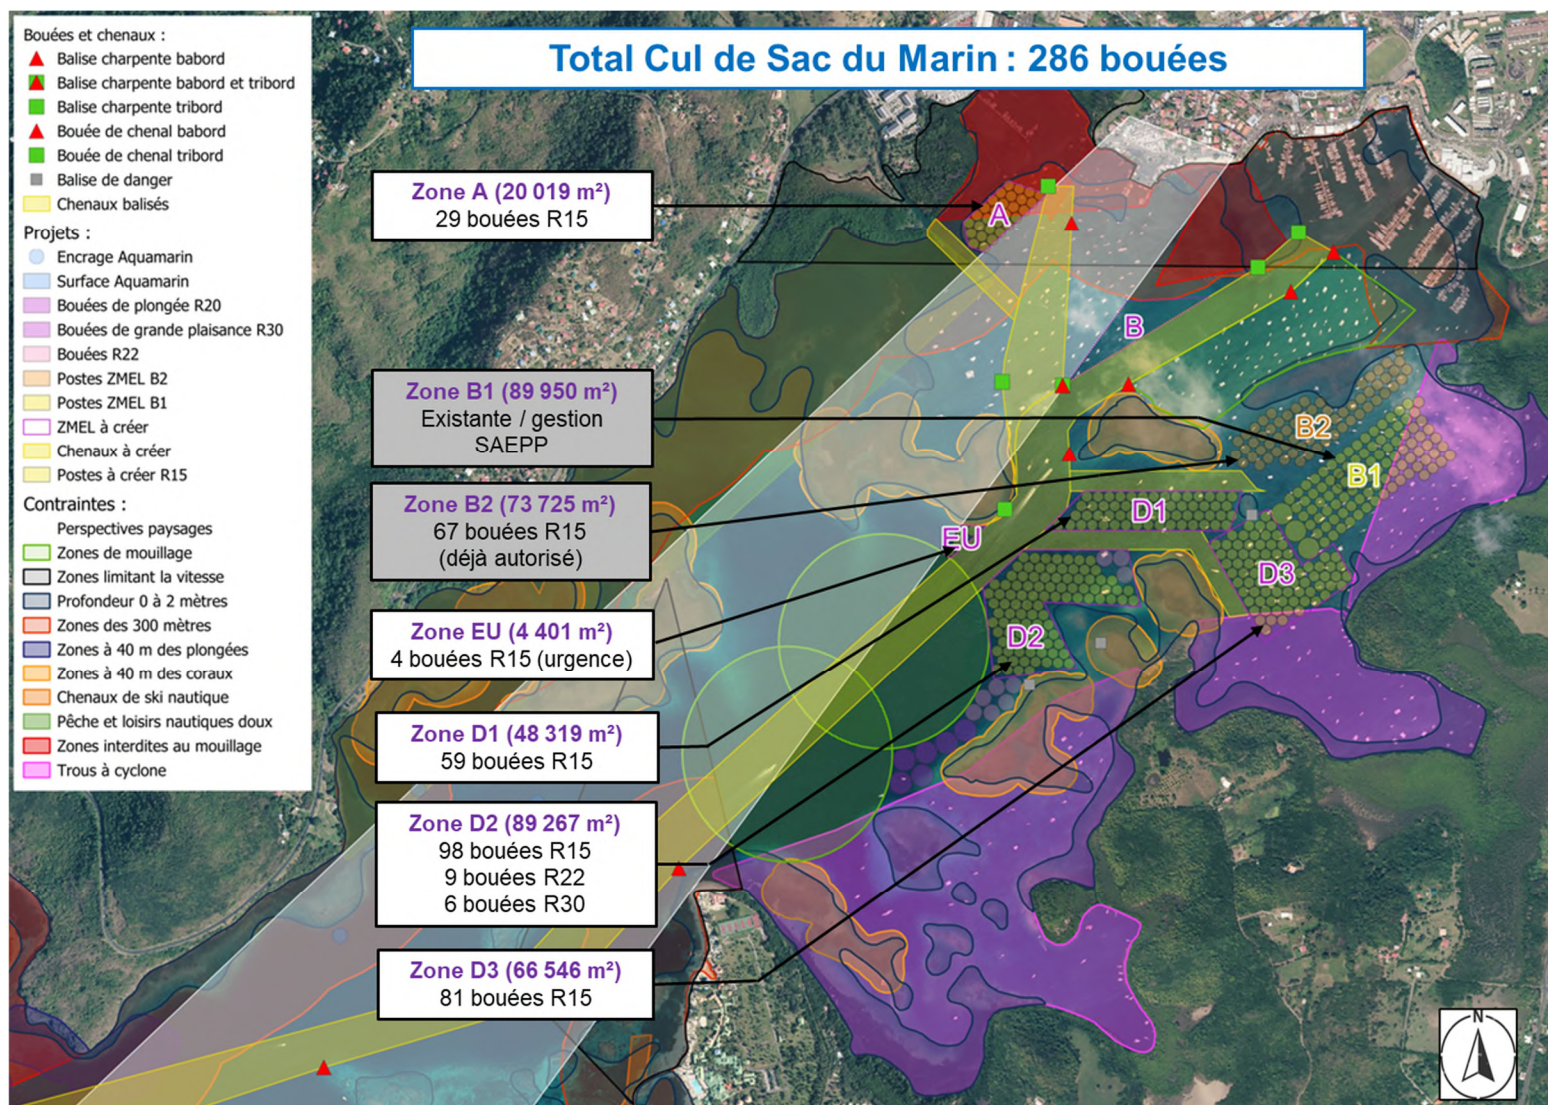 Total Cul de Sac du Marin : 286 bouées
Bouées et chenaux :
Balise charpente babord
Balise charpente babord et tribord
Balise charpente tribord
Bouée de chenal babord
Bouée de chenal tribord
Balise de danger
Chenaux balisés
Projets :
Encrage Aquamarin
Surface Aquamarin
Bouées de plongée R20
Bouées de grande plaisance R30
Bouées R22
Postes ZMEL B2
Postes ZMEL B1
ZMEL à créer
Chenaux à créer
Postes à créer R15
Contraintes :
Perspectives paysages
Zones de mouillage
Zones limitant la vitesse
Profondeur 0 à 2 mètres
Zones des 300 mètres
Zones à 40 m des plongées
Zones à 40 m des coraux
Chenaux de ski nautique
Pêche et loisirs nautiques doux
Zones interdites au mouillage
Trous à cyclone
Zone A (20 019 m²)
29 bouées R15
Zone B1 (89 950 m²)
Existante / gestion
SAEPP
Zone B2 (73 725 m²)
67 bouées R15
(déjà autorisé)
Zone EU (4 401 m²)
4 bouées R15 (urgence)
Zone D1 (48 319 m²)
59 bouées R15
Zone D2 (89 267 m²)
98 bouées R15
9 bouées R22
6 bouées R30
Zone D3 (66 546 m²)
81 bouées R15
A
B
B2
B1
D1
EU
D3
D2
N